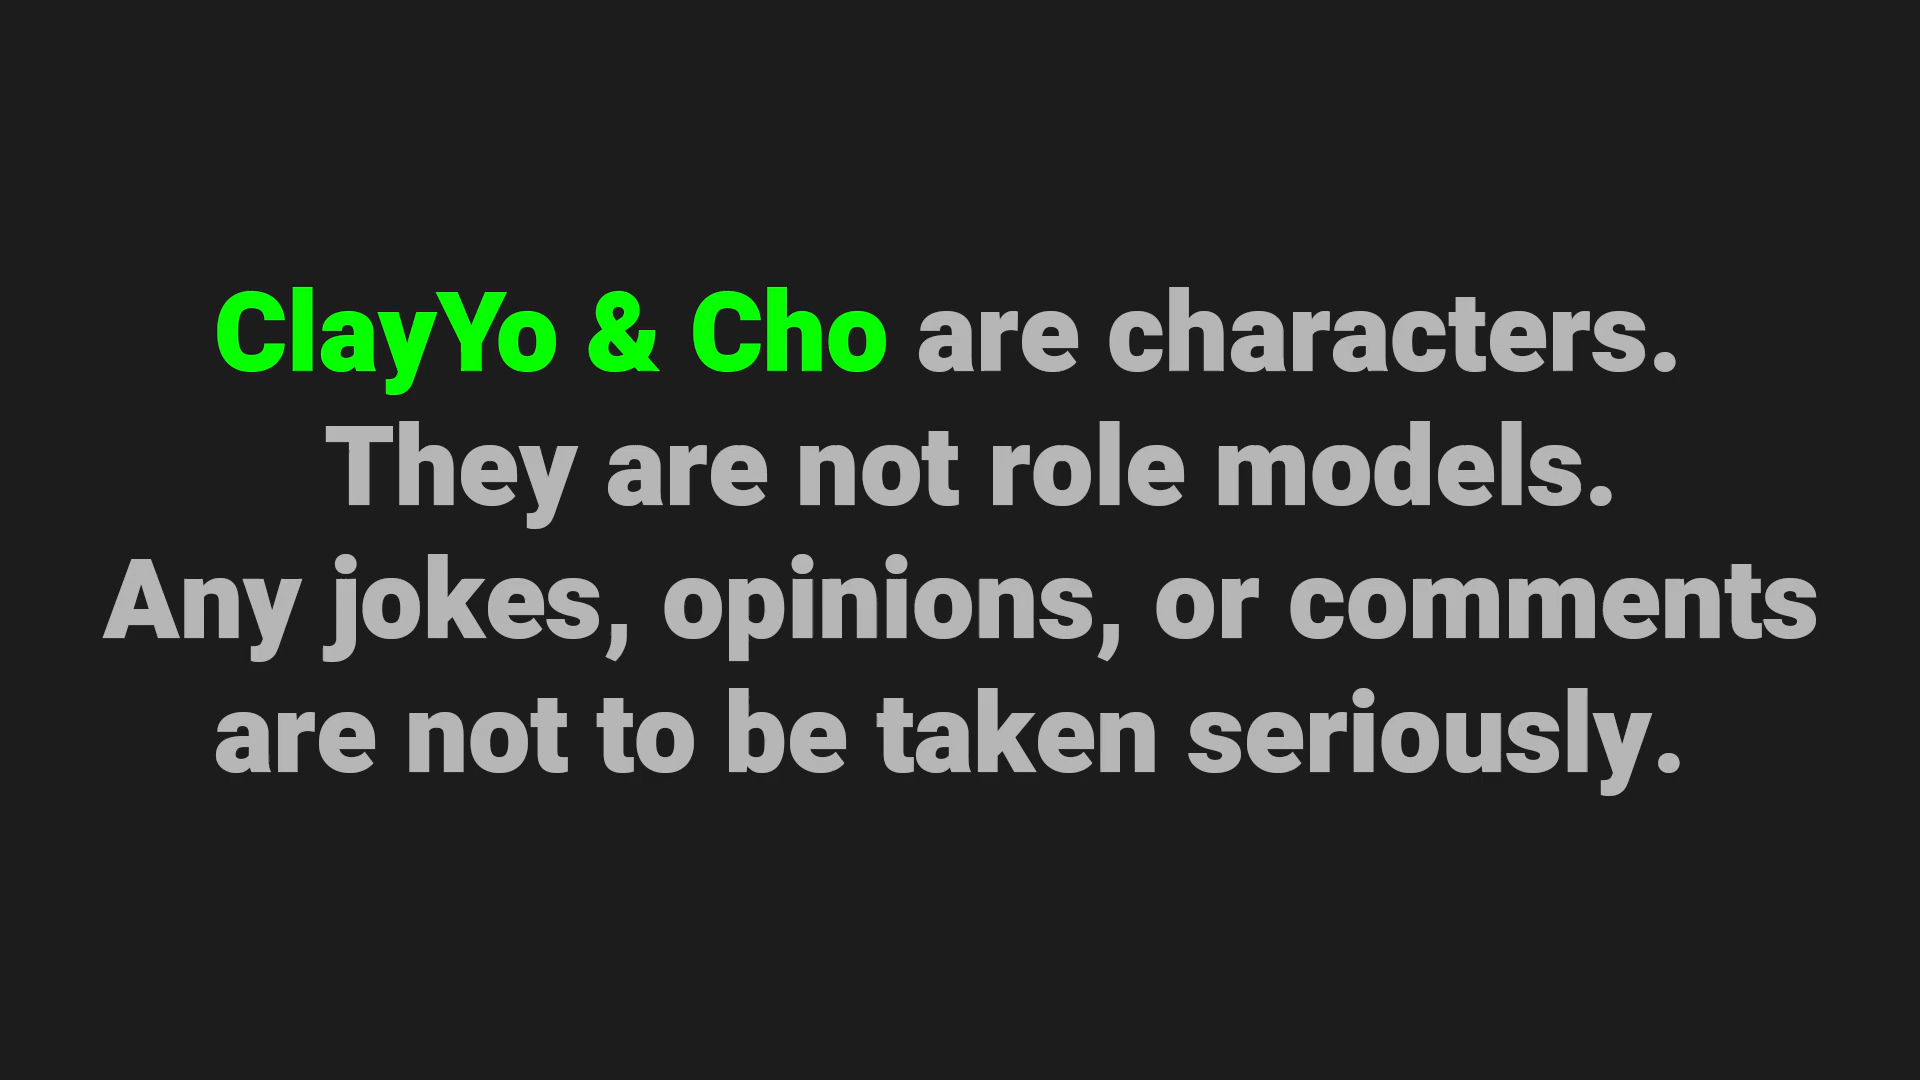 ClayYo & Cho are characters.
They are not role models.
Any jokes, opinions, or comments
are not to be taken seriously.